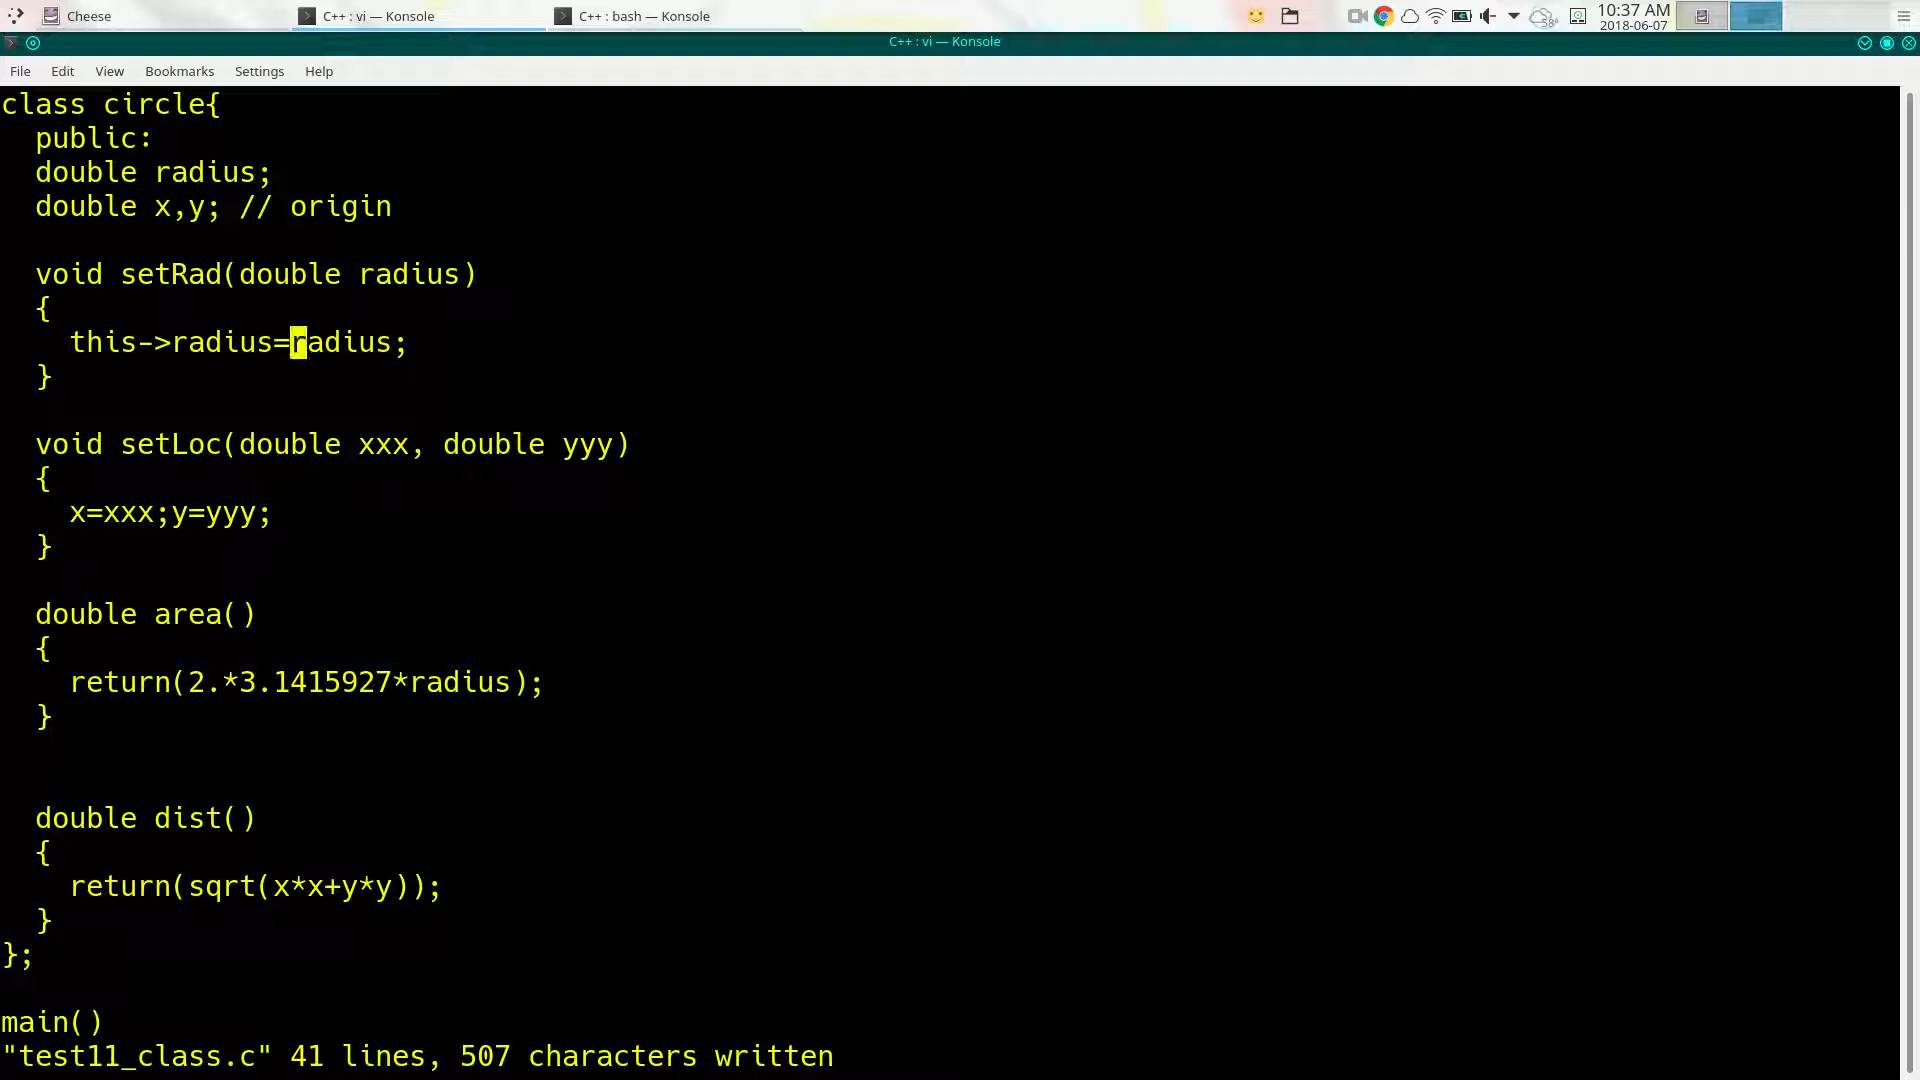 Cheese
C++ : vi — Konsole
C++ : bash — Konsole
58°
10:37 AM
2018-06-07
C++ : vi — Konsole
File Edit View Bookmarks Settings Help
class circle{
  public:
  double radius;
  double x,y; // origin

  void setRad(double radius)
  {
    this->radius=radius;
  }

  void setLoc(double xxx, double yyy)
  {
    x=xxx;y=yyy;
  }

  double area()
  {
    return(2.*3.1415927*radius);
  }


  double dist()
  {
    return(sqrt(x*x+y*y));
  }
};

main()
"test11_class.c" 41 lines, 507 characters written